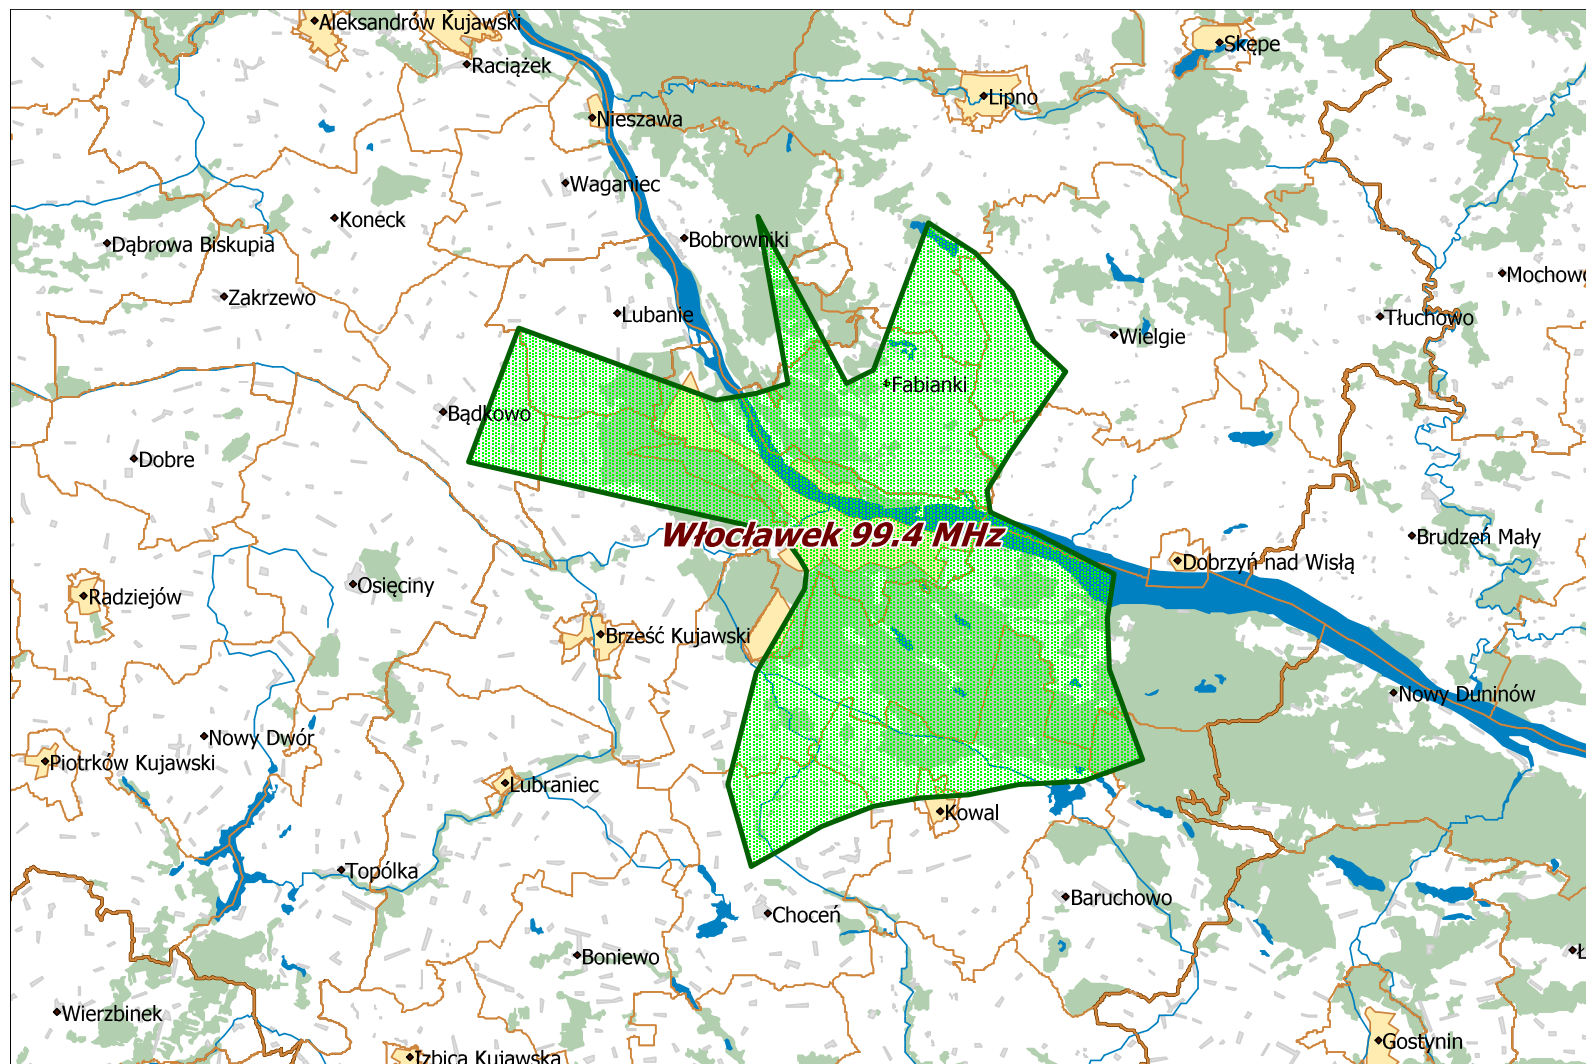 Aleksandrów Kujawski
Skępe
Raciążek
Lipno
Nieszawa
Waganiec
Koneck
Bobrowniki
Dąbrowa Biskupia
Mochowo
Zakrzewo
Lubanie
Tłuchowo
Wielgie
Fabianki
Bądkowo
Dobre
Włocławek 99.4 MHz
Brudzeń Mały
Dobrzyń nad Wisłą
Osięciny
Radziejów
Brześć Kujawski
Nowy Duninów
Nowy Dwór
Piotrków Kujawski
Lubraniec
Kowal
Topólka
Baruchowo
Choceń
Boniewo
Wierzbinek
Gostynin
Izbica Kujawska